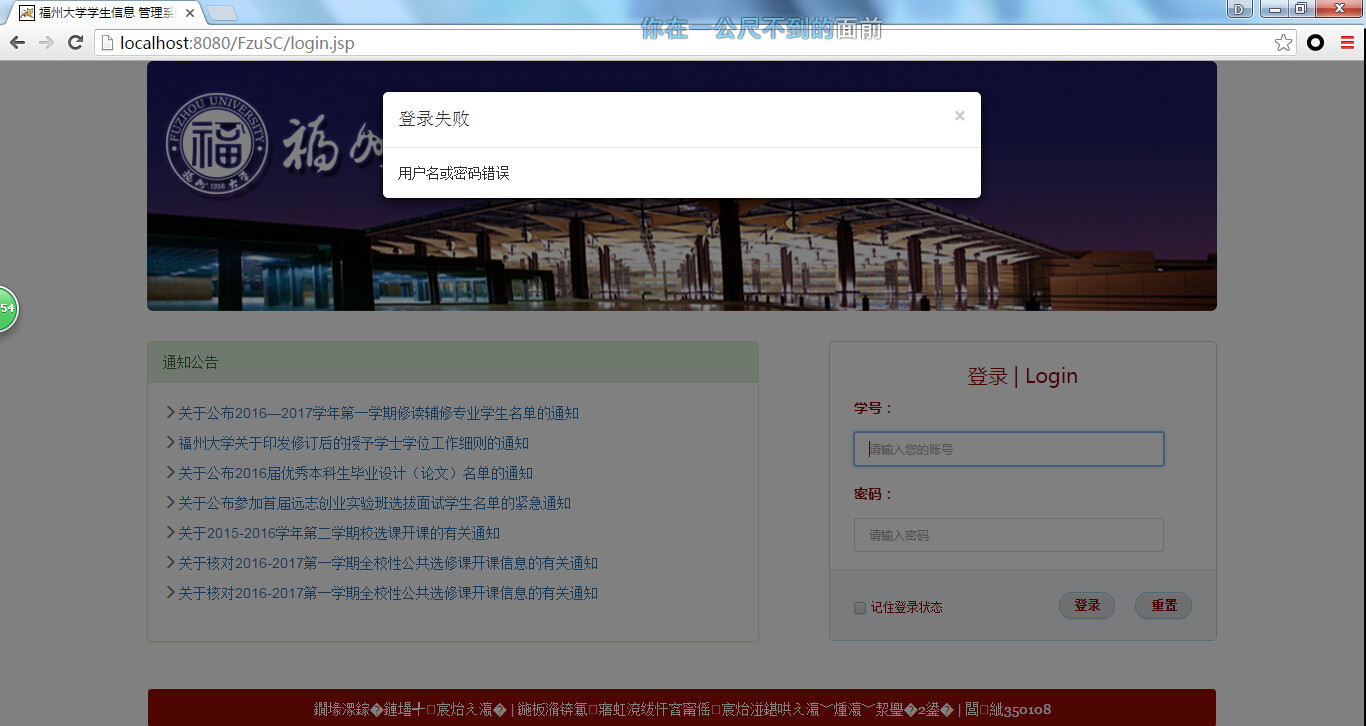 福州大学学生信息 管理系
你在一公尺不到的面前
localhost:8080/FzuSC/login.jsp
FUZHOU UNIVERSITY
福
1958
福
登录失败
×
用户名或密码错误
54
通知公告
关于公布2016—2017学年第一学期修读辅修专业学生名单的通知
福州大学关于印发修订后的授予学士学位工作细则的通知
关于公布2016届优秀本科生毕业设计（论文）名单的通知
关于公布参加首届远志创业实验班选拔面试学生名单的紧急通知
关于2015-2016学年第二学期校选课开课的有关通知
关于核对2016-2017第一学期全校性公共选修课开课信息的有关通知
关于核对2016-2017第一学期全校性公共选修课开课信息的有关通知
登录 | Login
学号：
请输入您的账号
密码：
请输入密码
记住登录状态
登录
重置
350108